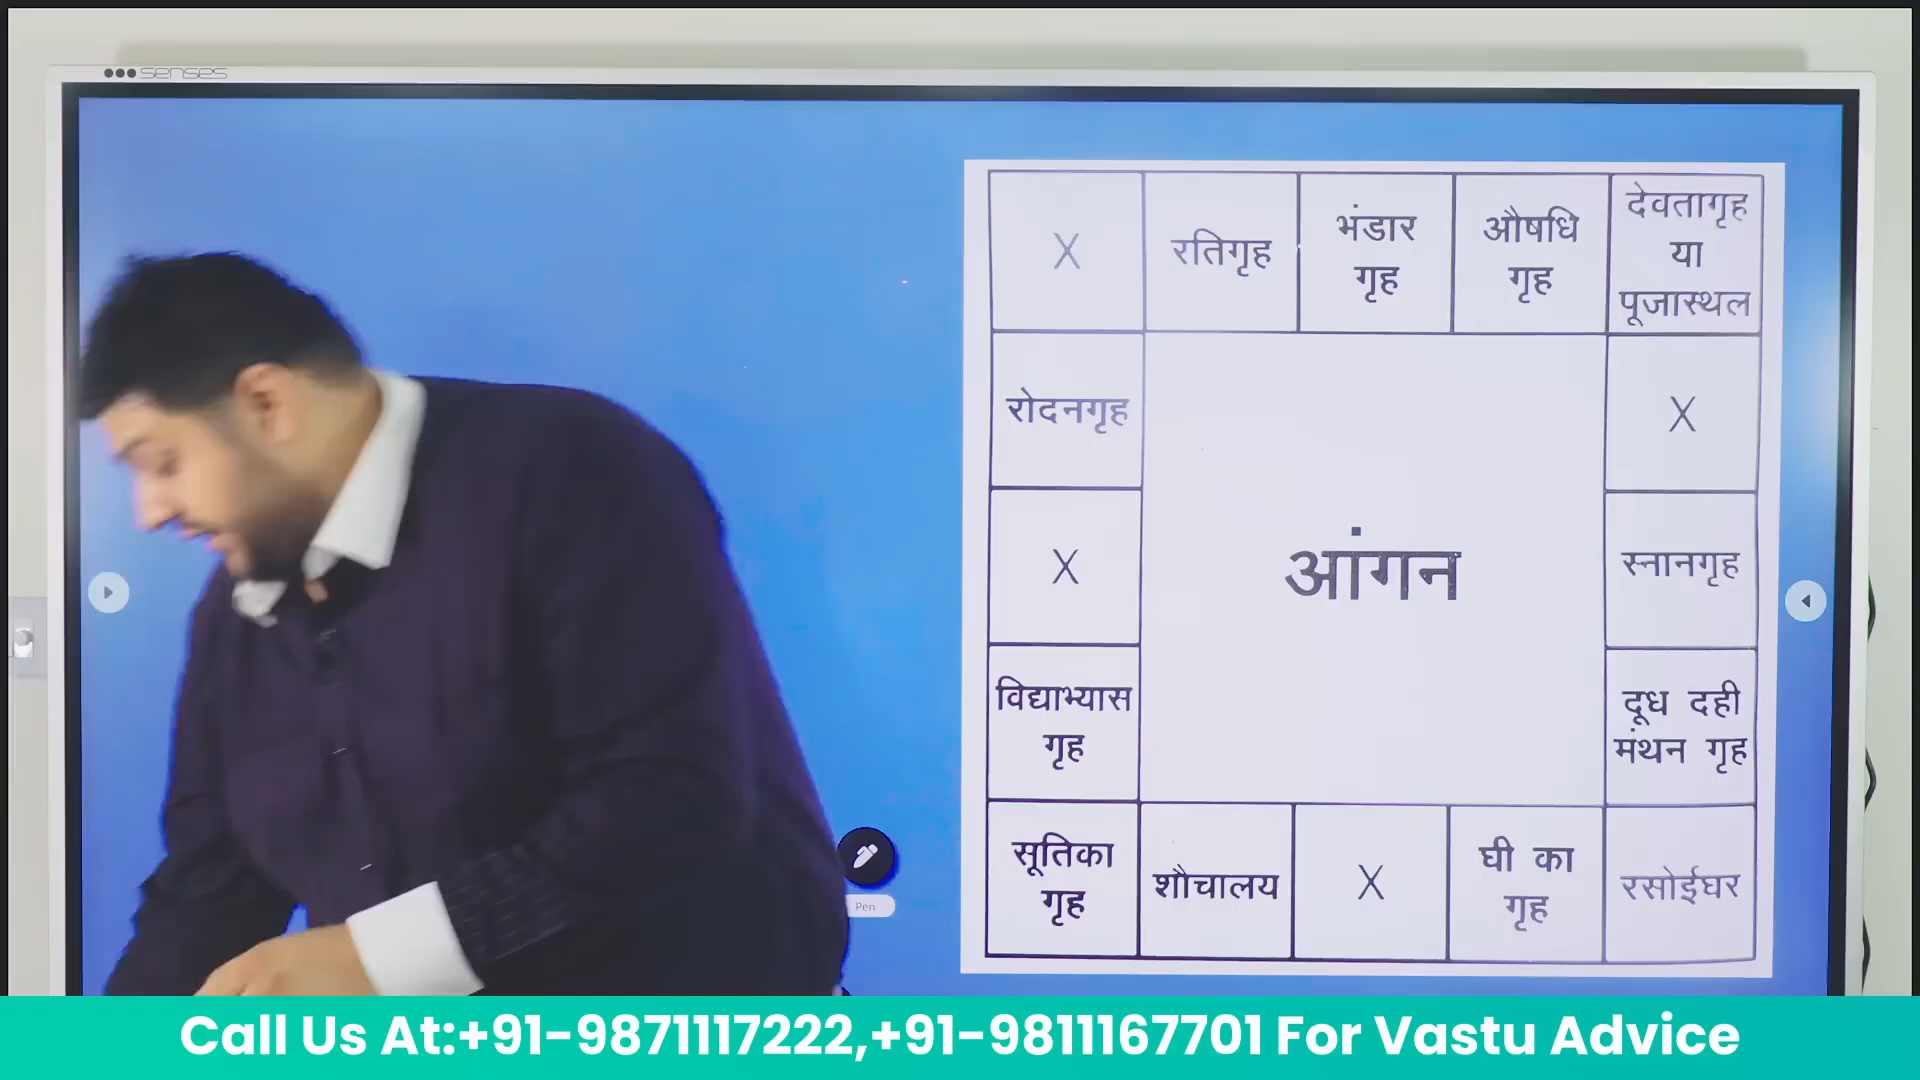 senses
X
रतिगृह
भंडार
गृह
औषधि
गृह
देवतागृह
या
पूजास्थल
रोदनगृह
X
X
आंगन
स्नानगृह
विद्याभ्यास
गृह
दूध दही
मंथन गृह
सूतिका
गृह
शौचालय
X
घी का
गृह
रसोईघर
Pen
Call Us At:+91-9871117222,+91-9811167701 For Vastu Advice